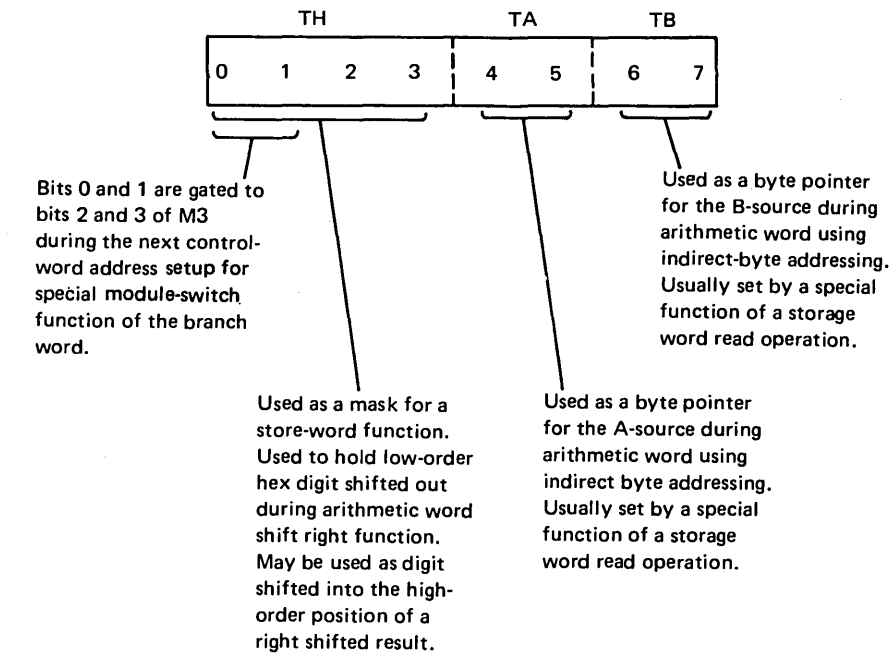 TH TA TB
0 1 2 3 4 5 6 7
Bits 0 and 1 are gated to
bits 2 and 3 of M3
during the next control-
word address setup for
special module-switch
function of the branch
word.
Used as a mask for a
store-word function.
Used to hold low-order
hex digit shifted out
during arithmetic word
shift right function.
May be used as digit
shifted into the high-
order position of a
right shifted result.
Used as a byte pointer
for the A-source during
arithmetic word using
indirect byte addressing.
Usually set by a special
function of a storage
word read operation.
Used as a byte pointer
for the B-source during
arithmetic word using
indirect-byte addressing.
Usually set by a special
function of a storage
word read operation.